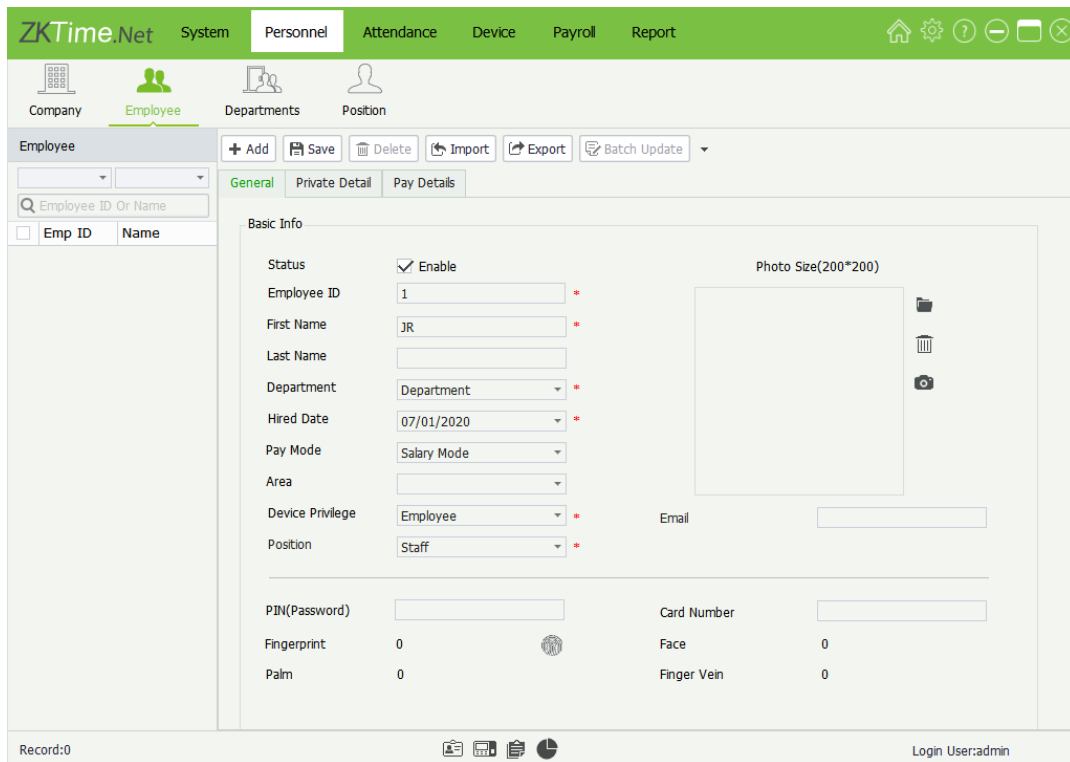 ZKTime.Net System Personnel Attendance Device Payroll Report
Company Employee Departments Position
Employee
Add Save Delete Import Export Batch Update
General Private Detail Pay Details
Employee ID Or Name
Emp ID Name
Basic Info
Status Enable Photo Size(200*200)
Employee ID 1 *
First Name JR *
Last Name
Department Department *
Hired Date 07/01/2020 *
Pay Mode Salary Mode
Area
Device Privilege Employee * Email
Position Staff *
PIN(Password) Card Number
Fingerprint 0 Face 0
Palm 0 Finger Vein 0
Record:0 Login User:admin